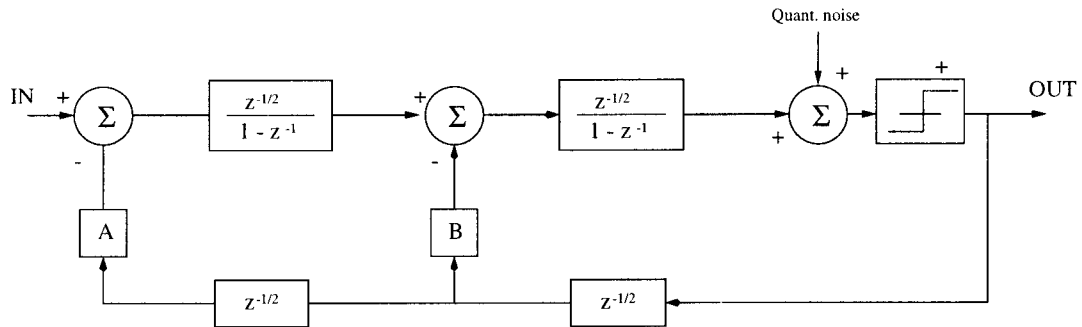 Quant. noise
IN
+
Σ
-
z-1/2
1 - z -1
+
Σ
-
z-1/2
1 - z -1
+
+
Σ
+
OUT
A
B
z-1/2
z-1/2